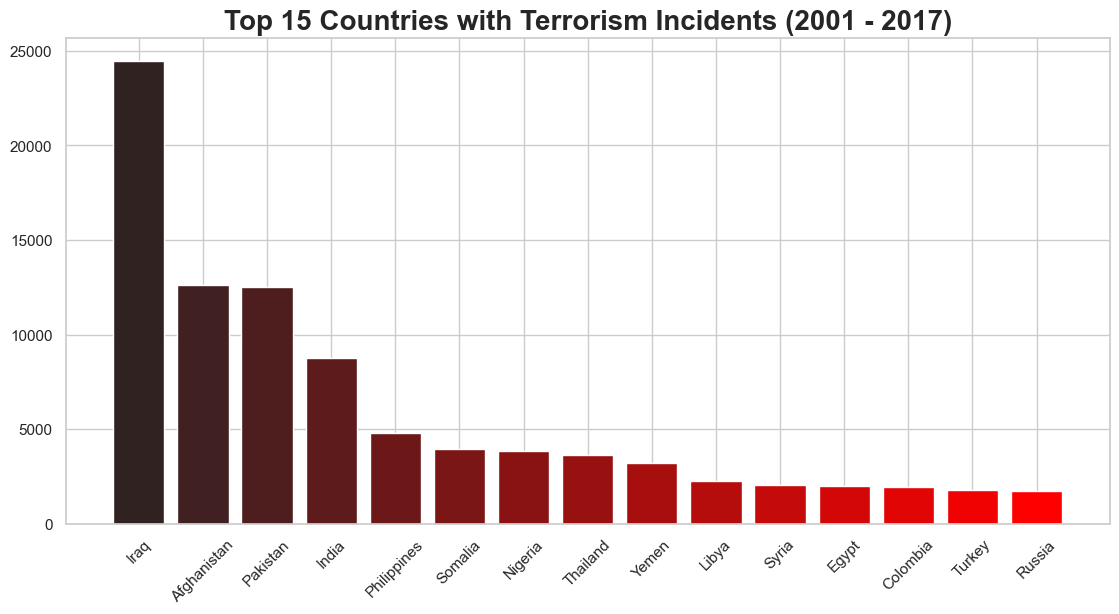 Top 15 Countries with Terrorism Incidents (2001 - 2017)
25000
20000
15000
10000
5000
0
Iraq
Afghanistan
Pakistan
India
Philippines
Somalia
Nigeria
Thailand
Yemen
Libya
Syria
Egypt
Colombia
Turkey
Russia